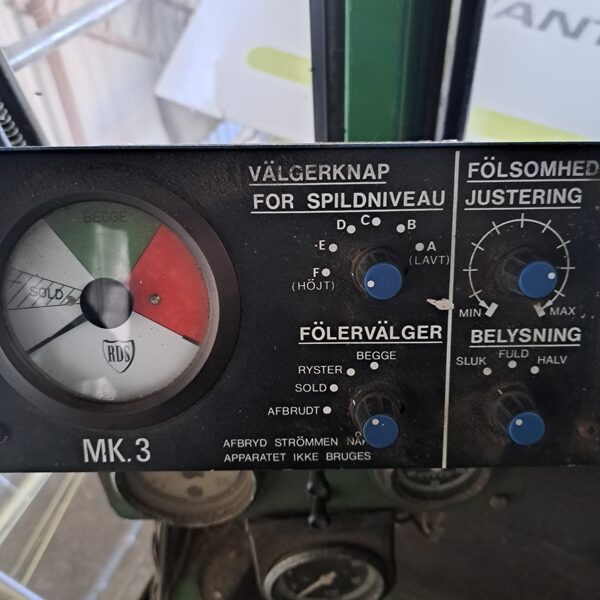 VANT
BEGGE
SOLD
RDS
MK.3
VÄLGERKNAP
FOR SPILDNIVEAU
D C B
E A
(LAVT)
F
(HÖJT)
FÖLSOMHED
JUSTERING
MIN MAX
FÖLERVÄLGER
BEGGE
RYSTER
SOLD
AFBRUDT
AFBRYD STRÖMMEN NÅR
APPARATET IKKE BRUGES
BELYSNING
SLUK FULD HALV